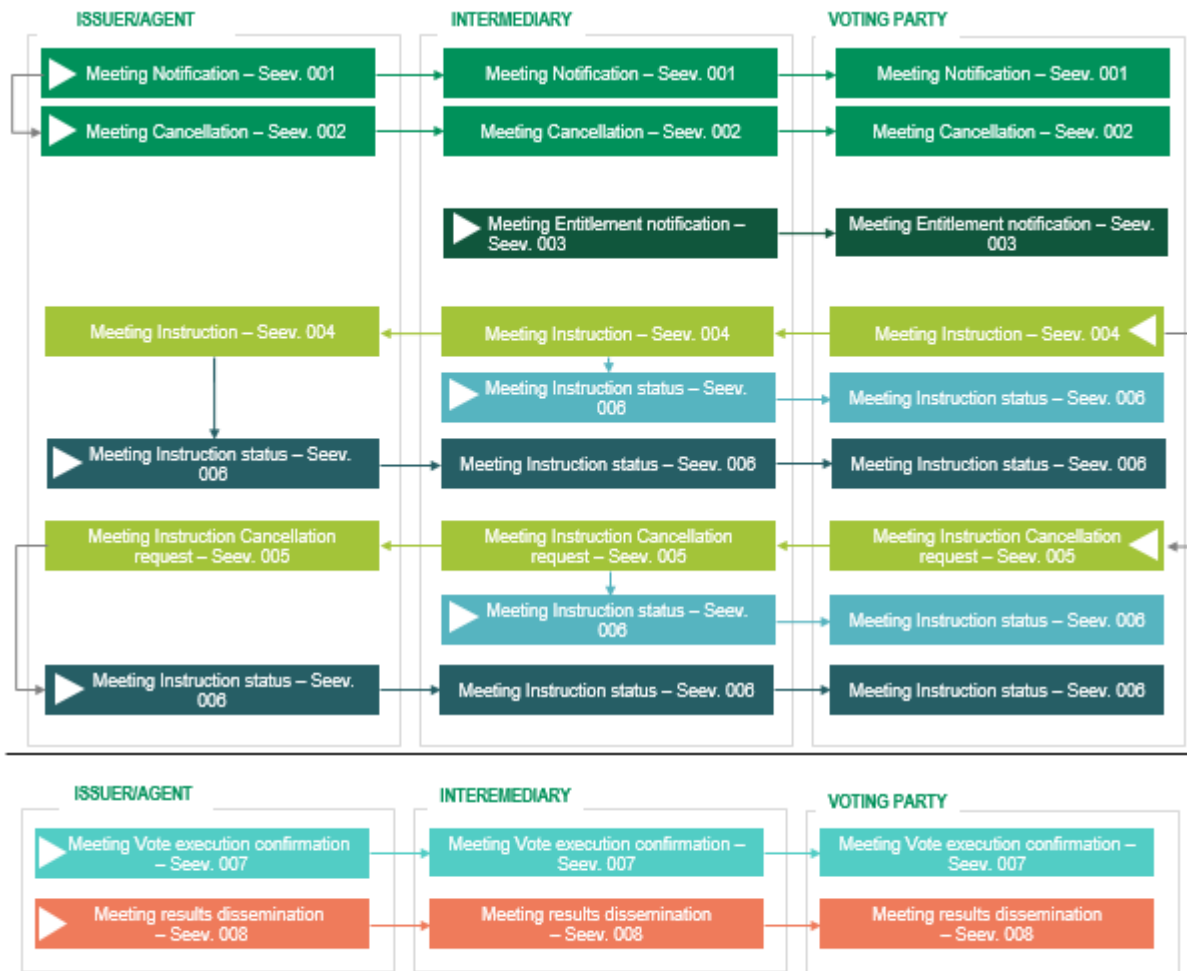 ISSUER/AGENT
INTERMEDIARY
VOTING PARTY
Meeting Notification – Seev. 001
Meeting Notification – Seev. 001
Meeting Notification – Seev. 001
Meeting Cancellation – Seev. 002
Meeting Cancellation – Seev. 002
Meeting Cancellation – Seev. 002
Meeting Entitlement notification –
Seev. 003
Meeting Entitlement notification – Seev.
003
Meeting Instruction – Seev. 004
Meeting Instruction – Seev. 004
Meeting Instruction – Seev. 004
Meeting Instruction status – Seev.
006
Meeting Instruction status – Seev. 006
Meeting Instruction status – Seev.
006
Meeting Instruction status – Seev. 006
Meeting Instruction status – Seev. 006
Meeting Instruction Cancellation
request – Seev. 005
Meeting Instruction Cancellation
request – Seev. 005
Meeting Instruction Cancellation
request – Seev. 005
Meeting Instruction status – Seev.
006
Meeting Instruction status – Seev. 006
Meeting Instruction status – Seev.
006
Meeting Instruction status – Seev. 006
Meeting Instruction status – Seev. 006
ISSUER/AGENT
INTEREMEDIARY
VOTING PARTY
Meeting Vote execution confirmation
– Seev. 007
Meeting Vote execution confirmation –
Seev. 007
Meeting Vote execution confirmation –
Seev. 007
Meeting results dissemination
– Seev. 008
Meeting results dissemination
– Seev. 008
Meeting results dissemination
– Seev. 008